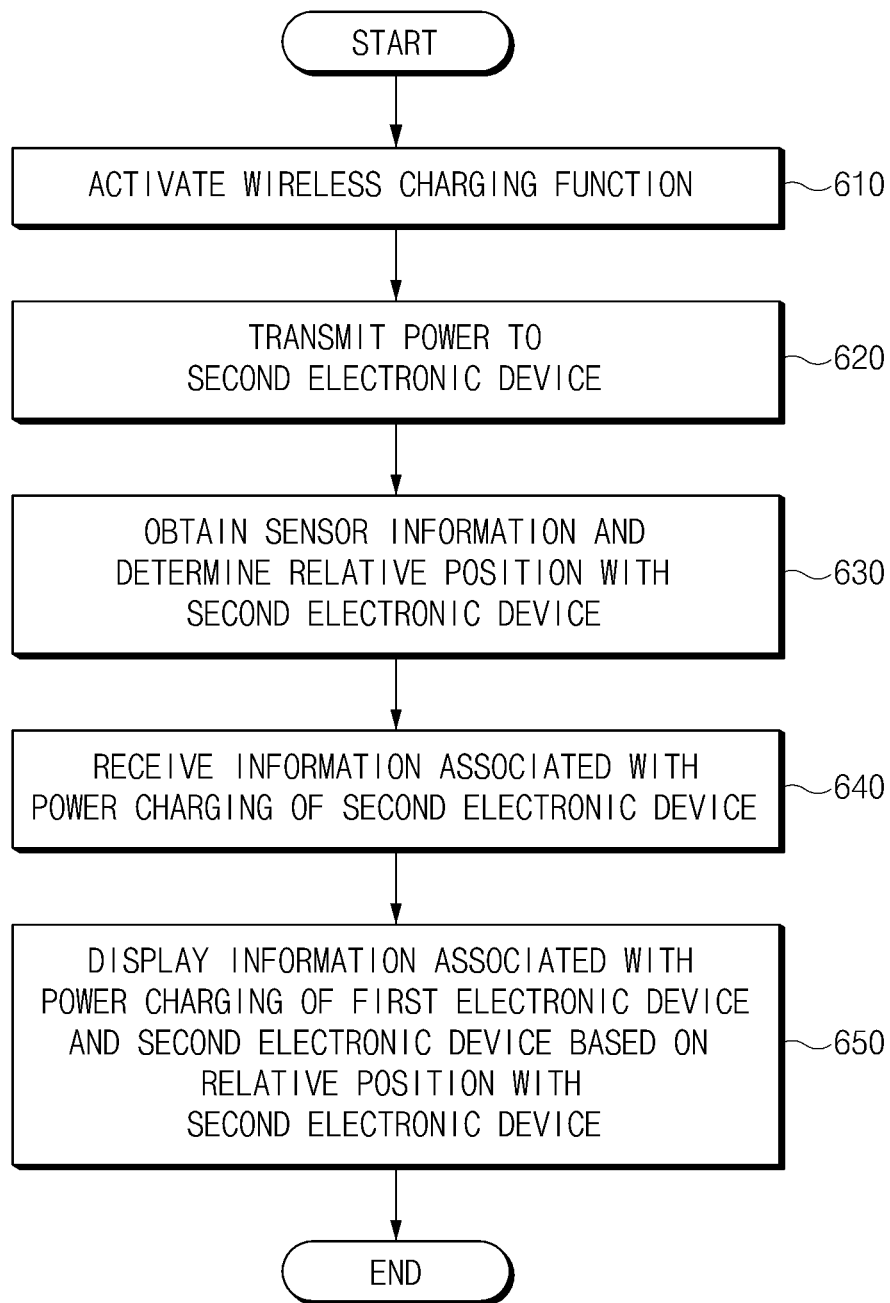 START
ACTIVATE WIRELESS CHARGING FUNCTION
610
TRANSMIT POWER TO
SECOND ELECTRONIC DEVICE
620
OBTAIN SENSOR INFORMATION AND
DETERMINE RELATIVE POSITION WITH
SECOND ELECTRONIC DEVICE
630
RECEIVE INFORMATION ASSOCIATED WITH
POWER CHARGING OF SECOND ELECTRONIC DEVICE
640
DISPLAY INFORMATION ASSOCIATED WITH
POWER CHARGING OF FIRST ELECTRONIC DEVICE
AND SECOND ELECTRONIC DEVICE BASED ON
RELATIVE POSITION WITH
SECOND ELECTRONIC DEVICE
650
END